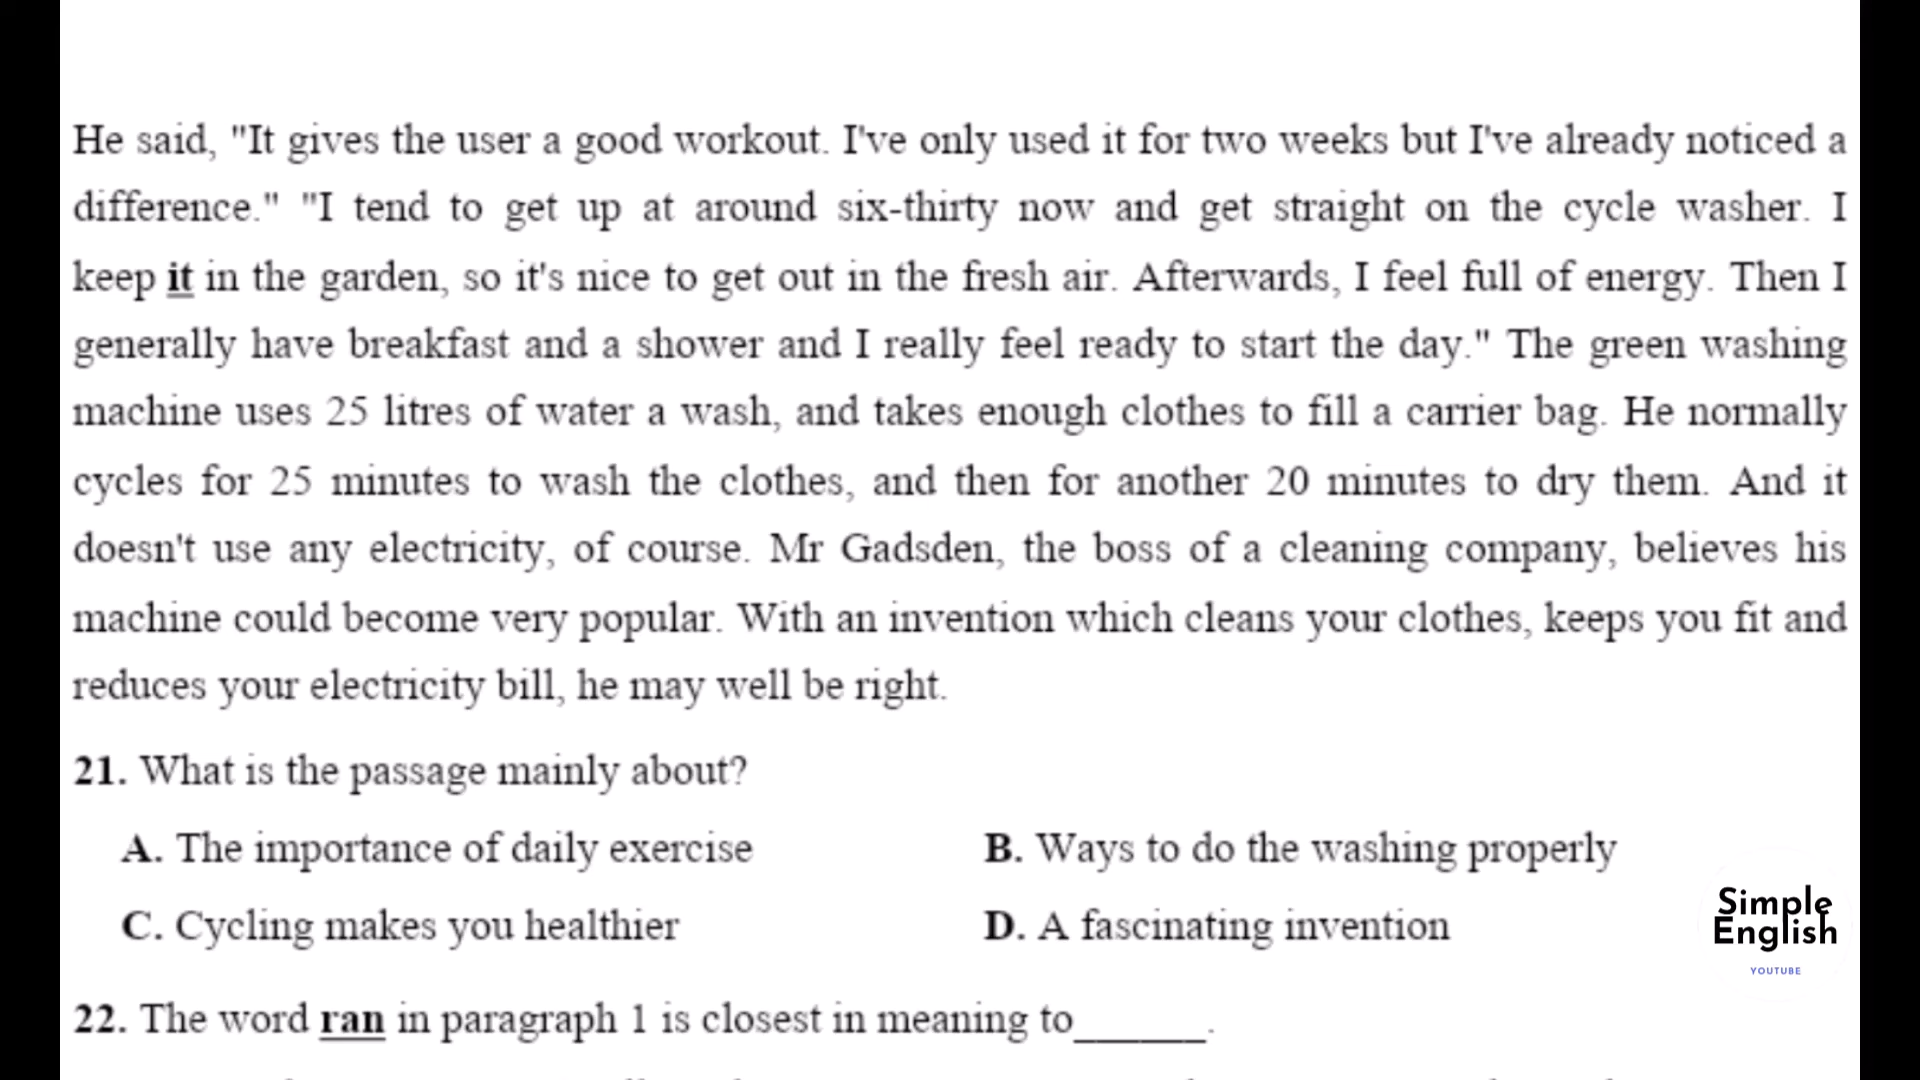 He said, "It gives the user a good workout. I've only used it for two weeks but I've already noticed a
difference." "I tend to get up at around six-thirty now and get straight on the cycle washer. I
keep it in the garden, so it's nice to get out in the fresh air. Afterwards, I feel full of energy. Then I
generally have breakfast and a shower and I really feel ready to start the day." The green washing
machine uses 25 litres of water a wash, and takes enough clothes to fill a carrier bag. He normally
cycles for 25 minutes to wash the clothes, and then for another 20 minutes to dry them. And it
doesn't use any electricity, of course. Mr Gadsden, the boss of a cleaning company, believes his
machine could become very popular. With an invention which cleans your clothes, keeps you fit and
reduces your electricity bill, he may well be right.
21. What is the passage mainly about?
A. The importance of daily exercise
B. Ways to do the washing properly
C. Cycling makes you healthier
D. A fascinating invention
Simple
English
YOUTUBE
22. The word ran in paragraph 1 is closest in meaning to______.